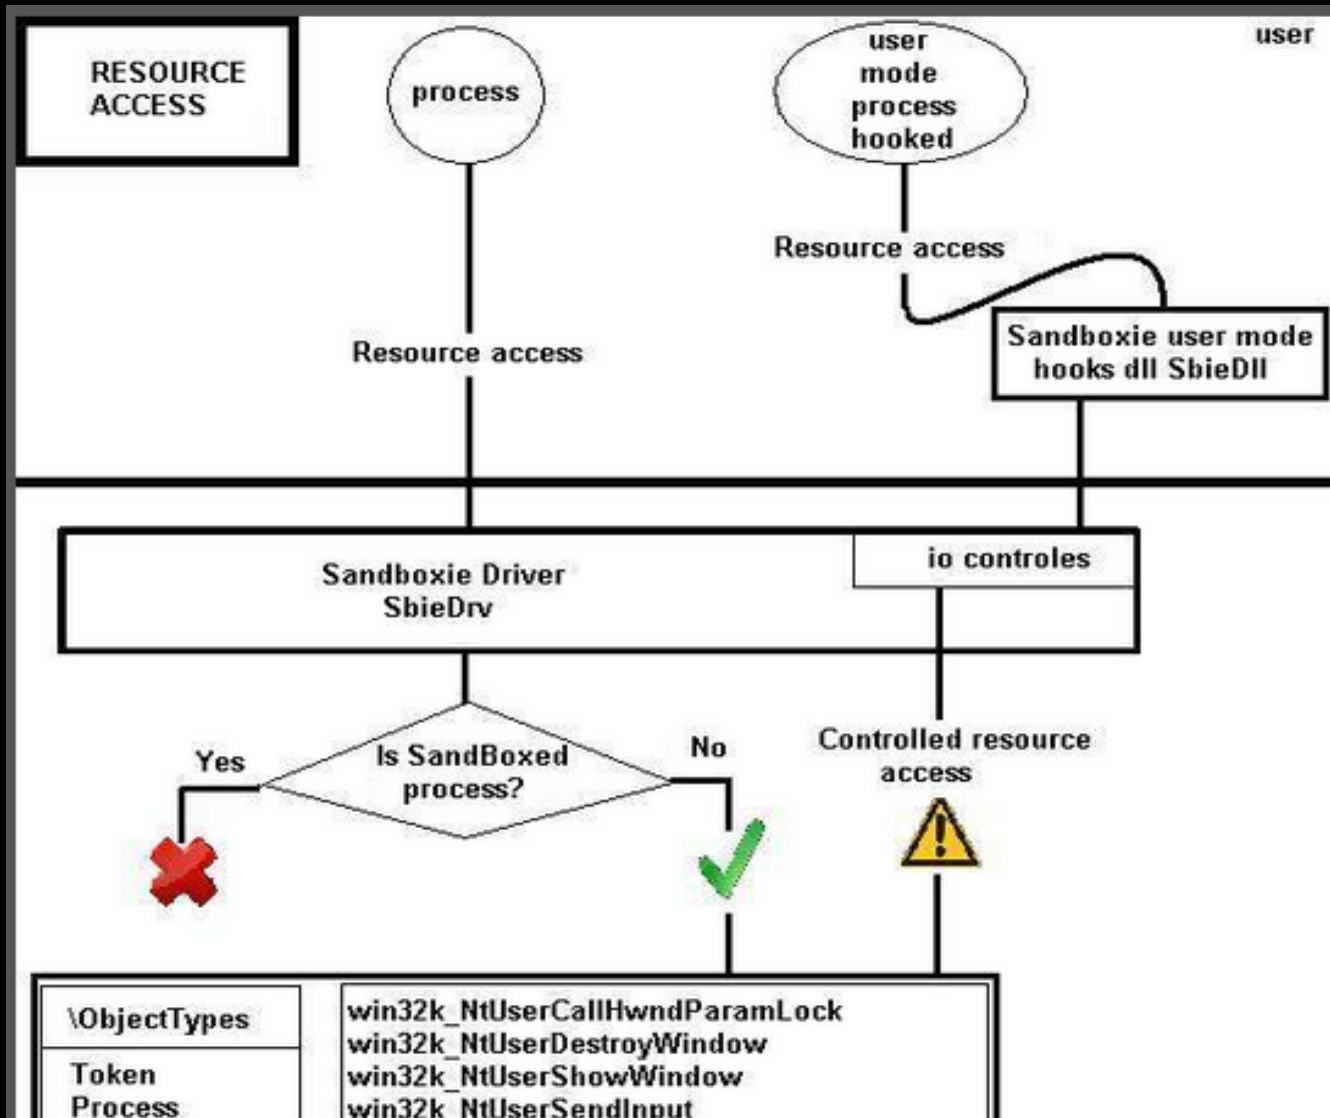 RESOURCE
ACCESS
process
user
mode
process
hooked
user
Resource access
Resource access
Sandboxie user mode
hooks dll SbieDll
Sandboxie Driver
SbieDrv
io controles
Is SandBoxed
process?
Yes
No
Controlled resource
access
\ObjectTypes
Token
Process
win32k_NtUserCallHwndParamLock
win32k_NtUserDestroyWindow
win32k_NtUserShowWindow
win32k_NtUserSendInput